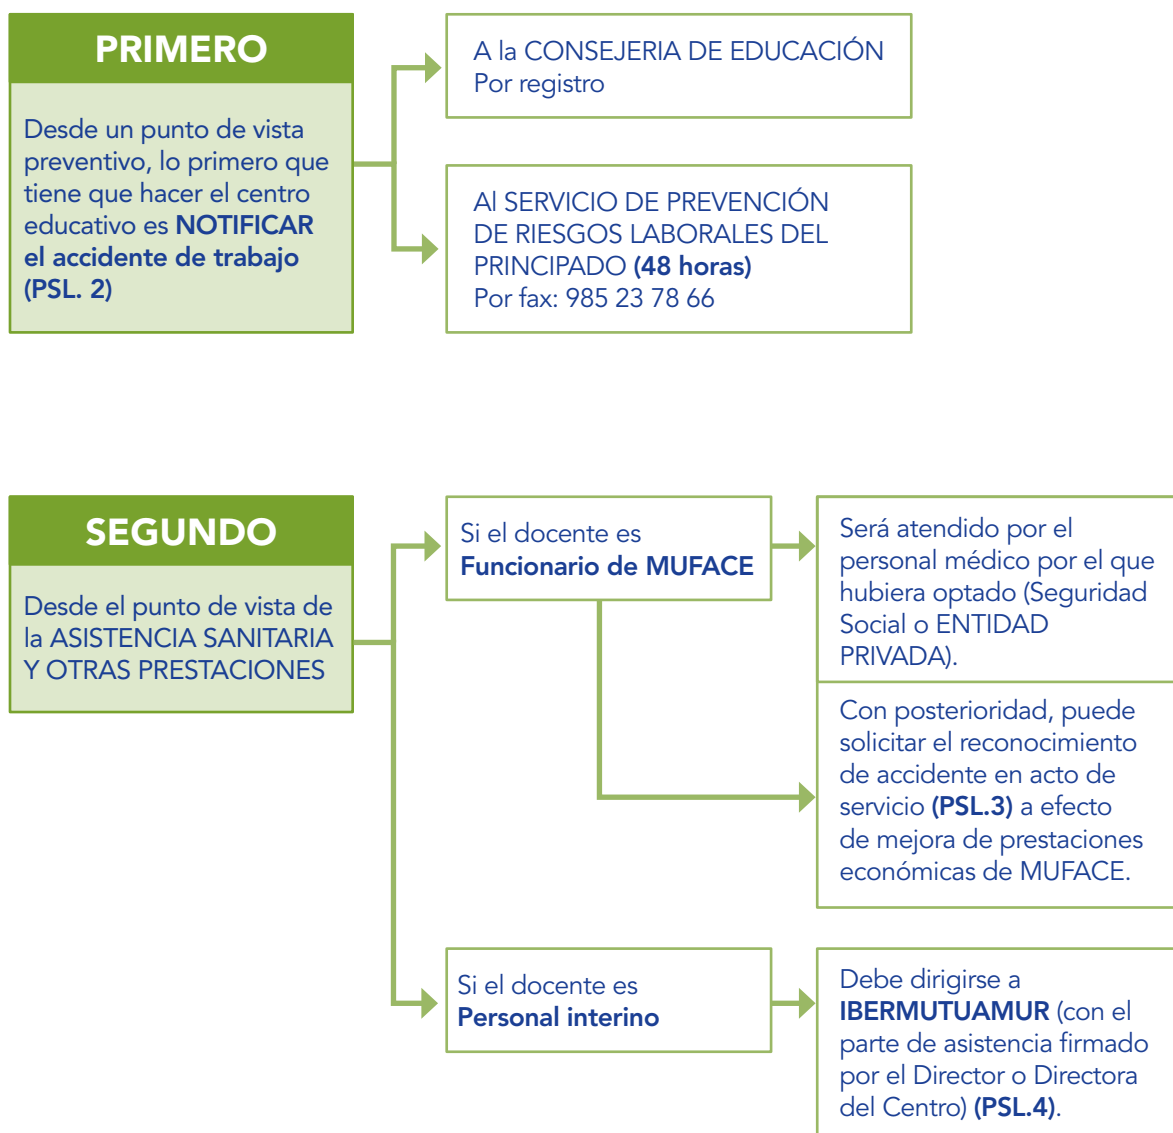 PRIMERO
Desde un punto de vista
preventivo, lo primero que
tiene que hacer el centro
educativo es NOTIFICAR
el accidente de trabajo
(PSL. 2)
A la CONSEJERIA DE EDUCACIÓN
Por registro
Al SERVICIO DE PREVENCIÓN
DE RIESGOS LABORALES DEL
PRINCIPADO (48 horas)
Por fax: 985 23 78 66
SEGUNDO
Desde el punto de vista de
la ASISTENCIA SANITARIA
Y OTRAS PRESTACIONES
Si el docente es
Funcionario de MUFACE
Será atendido por el
personal médico por el que
hubiera optado (Seguridad
Social o ENTIDAD
PRIVADA).
Con posterioridad, puede
solicitar el reconocimiento
de accidente en acto de
servicio (PSL.3) a efecto
de mejora de prestaciones
económicas de MUFACE.
Si el docente es
Personal interino
Debe dirigirse a
IBERMUTUAMUR (con el
parte de asistencia firmado
por el Director o Directora
del Centro) (PSL.4).